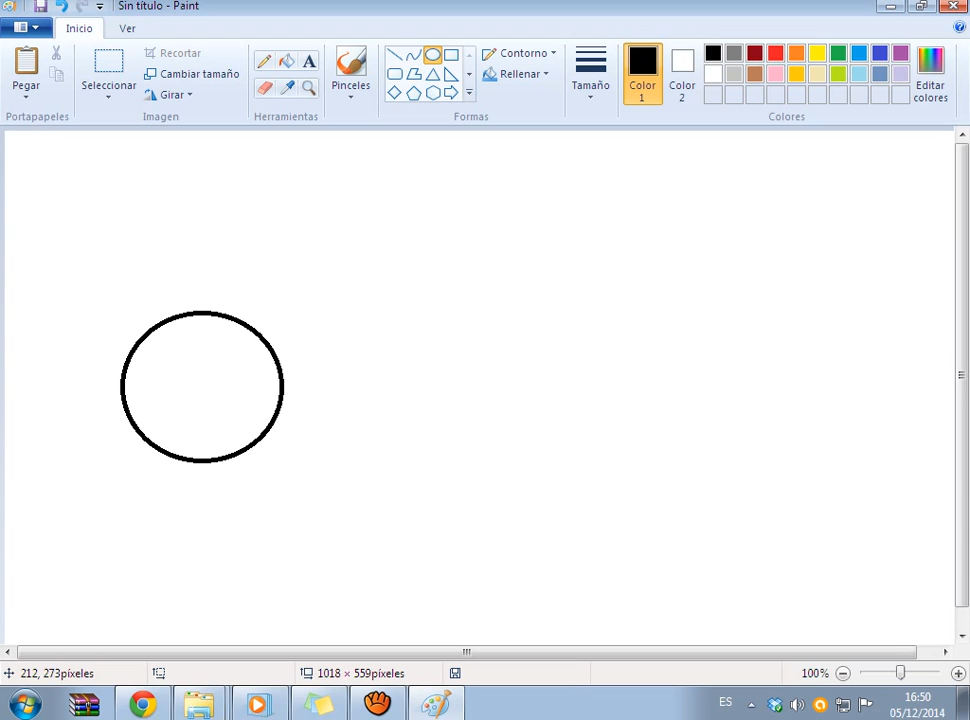 Sin título - Paint
Inicio
Ver
Pegar
Portapapeles
Seleccionar
Recortar
Cambiar tamaño
Girar
Imagen
A
Herramientas
Pinceles
Contorno
Rellenar
Formas
Tamaño
Color
1
Color
2
Editar
colores
Colores
212, 273píxeles
1018 × 559píxeles
100%
ES
16:50
05/12/2014